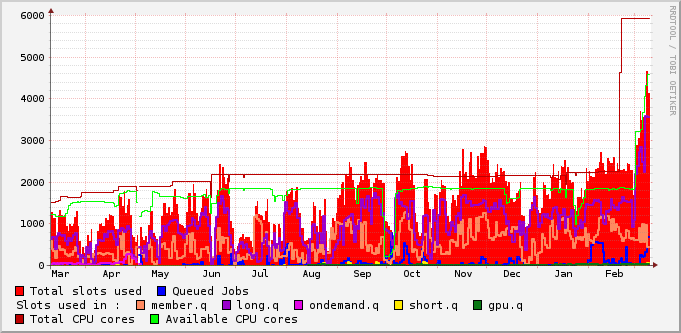 6000
5000
4000
3000
2000
1000
0
Mar Apr May Jun Jul Aug Sep Oct Nov Dec Jan Feb
Total slots used Queued Jobs
Slots used in : member.q long.q ondemand.q short.q gpu.q
Total CPU cores Available CPU cores
RRDTOOL / TOBI OETIKER